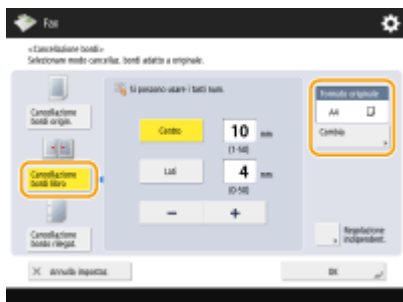 Fax
<Cancellazione bordi>
Selezionare modo cancellaz. bordi adatto a originale.
Cancellazione
bordi origin.
Cancellazione
bordi libro
Cancellazione
bordi rilegat.
Si possono usare i tasti num.
Centro
10 mm
(1-50)
Lati
4 mm
(0-50)
−
+
Formato originale
A4
Cambia
Regolazione
indipendent.
× Annulla impostaz.
OK